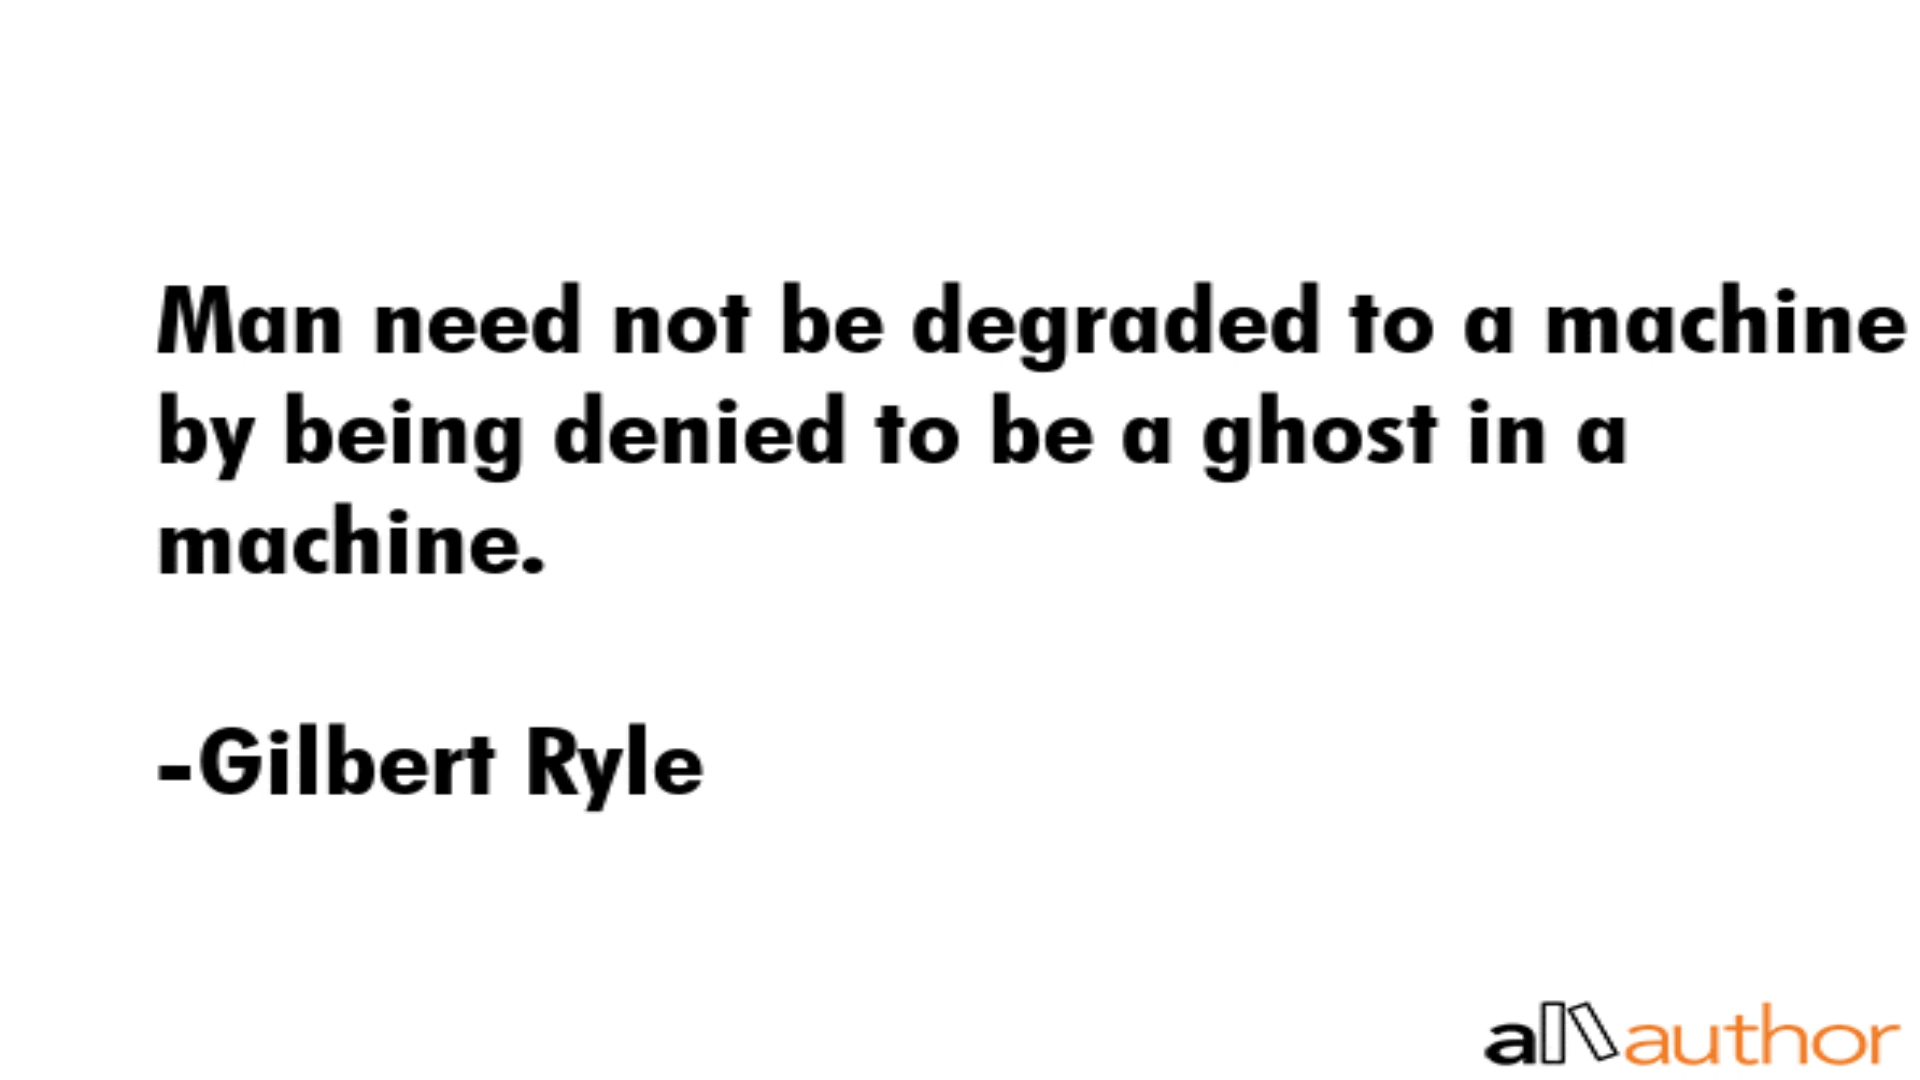 Man need not be degraded to a machine
by being denied to be a ghost in a
machine.
-Gilbert Ryle
allauthor